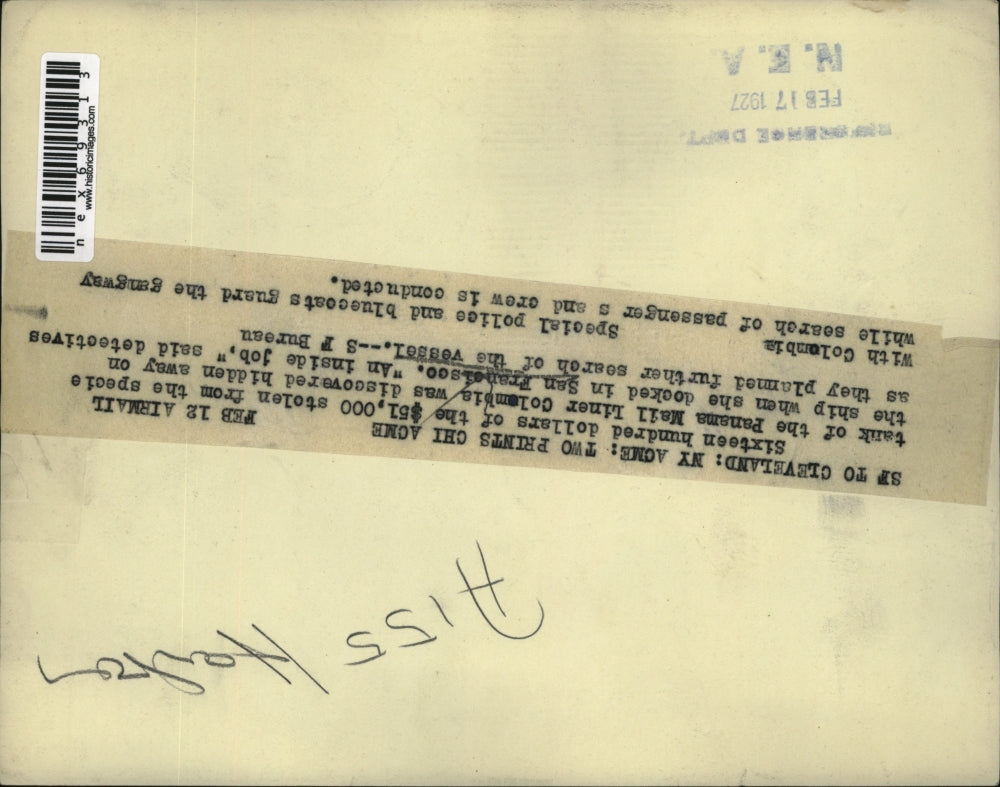 SF TO CLEVELAND: NY ACME: TWO PRINTS CHI ACME
FEB 12 AIRMAIL
Sixteen hundred dollars of the $51,000 stolen from the specie
tank of the Panama Mail Liner Colombia was discovered hidden away on
the ship when she docked in San Francisco. "An inside job," said detectives
as they planned further search of the vessel.---S F Bureau
with Colombia
Special police and bluecoats guard the gangway
while search of passenger s and crew is conducted.
N. E. A.
FEB 17 1927
REFERENCE DEPT.
nex69313
www.historicimages.com
A155